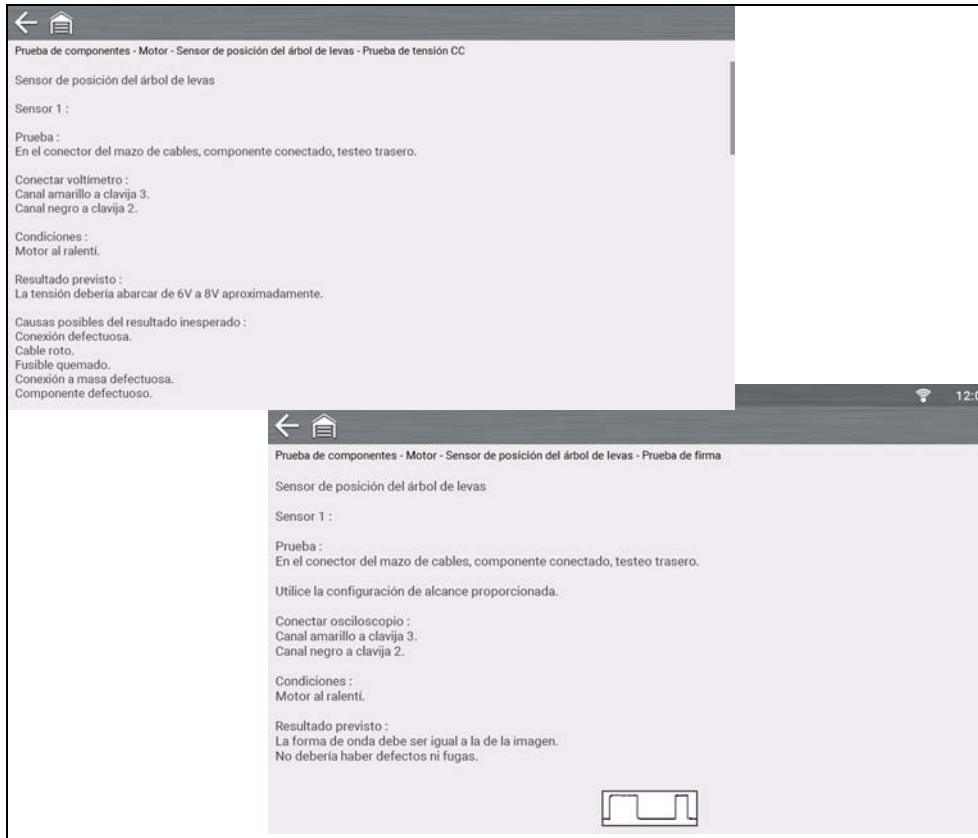 Prueba de componentes - Motor - Sensor de posición del árbol de levas - Prueba de tensión CC
Sensor de posición del árbol de levas
Sensor 1 :
Prueba :
En el conector del mazo de cables, componente conectado, testeo trasero.
Conectar voltímetro :
Canal amarillo a clavija 3.
Canal negro a clavija 2.
Condiciones :
Motor al ralentí.
Resultado previsto :
La tensión debería abarcar de 6V a 8V aproximadamente.
Causas posibles del resultado inesperado :
Conexión defectuosa.
Cable roto.
Fusible quemado.
Conexión a masa defectuosa.
Componente defectuoso.
Prueba de componentes - Motor - Sensor de posición del árbol de levas - Prueba de firma
Sensor de posición del árbol de levas
Sensor 1 :
Prueba :
En el conector del mazo de cables, componente conectado, testeo trasero.
Utilice la configuración de alcance proporcionada.
Conectar osciloscopio :
Canal amarillo a clavija 3.
Canal negro a clavija 2.
Condiciones :
Motor al ralentí.
Resultado previsto :
La forma de onda debe ser igual a la de la imagen.
No debería haber defectos ni fugas.